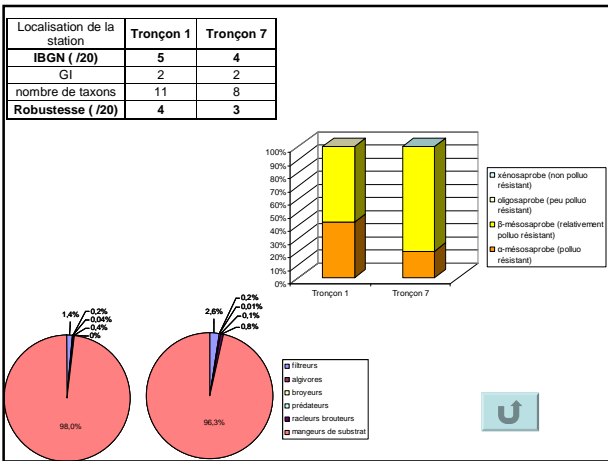 Localisation de la station Tronçon 1 Tronçon 7
IBGN ( /20) 5 4
GI 2 2
nombre de taxons 11 8
Robustesse ( /20) 4 3
100%
90%
80%
70%
60%
50%
40%
30%
20%
10%
0%
Tronçon 1 Tronçon 7
xénosaprobe (non polluo
résistant)
oligosaprobe (peu polluo
résistant)
β-mésosaprobe (relativement
polluo résistant)
α-mésosaprobe (polluo
résistant)
1,4%
0,2%
0,04%
0,4%
0%
98,0%
2,6%
0,2%
0,01%
0,1%
0,8%
96,3%
filtreurs
algivores
broyeurs
prédateurs
racleurs brouteurs
mangeurs de substrat